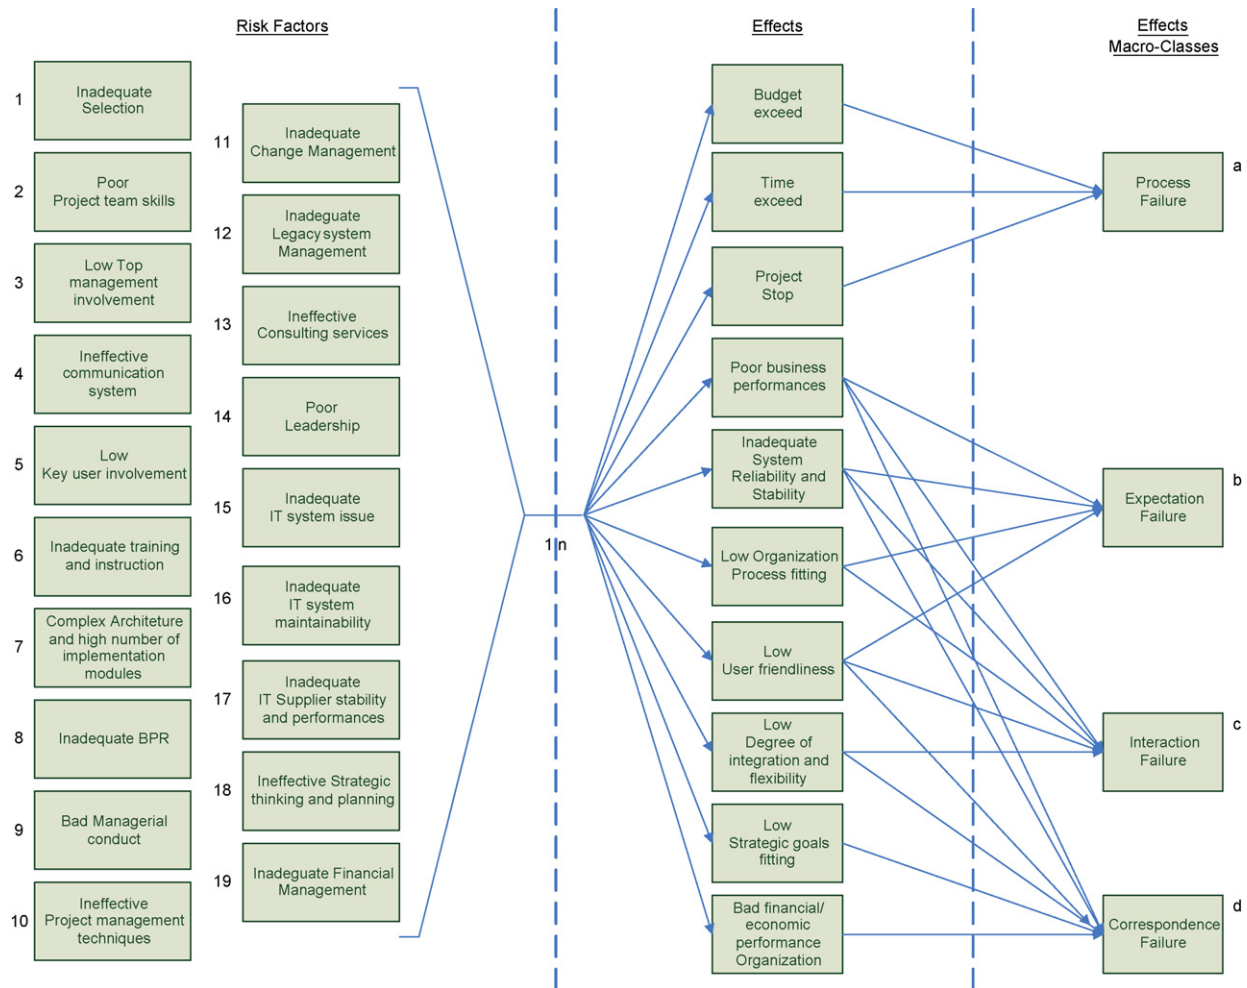 Risk Factors
Effects
Effects
Macro-Classes
1
Inadequate
Selection
2
Poor
Project team skills
3
Low Top
management
involvement
4
Ineffective
communication
system
5
Low
Key user involvement
6
Inadequate training
and instruction
7
Complex Architeture
and high number of
implementation
modules
8
Inadequate BPR
9
Bad Managerial
conduct
10
Ineffective
Project management
techniques
11
Inadequate
Change Management
12
Inadeguate
Legacy system
Management
13
Ineffective
Consulting services
14
Poor
Leadership
15
Inadequate
IT system issue
16
Inadequate
IT system
maintainability
17
Inadequate
IT Supplier stability
and performances
18
Ineffective Strategic
thinking and planning
19
Inadeguate Financial
Management
1 n
Budget
exceed
Time
exceed
Project
Stop
Poor business
performances
Inadequate
System
Reliability and
Stability
Low Organization
Process fitting
Low
User friendliness
Low
Degree of
integration and
flexibility
Low
Strategic goals
fitting
Bad financial/
economic
performance
Organization
a
Process
Failure
b
Expectation
Failure
c
Interaction
Failure
d
Correspondence
Failure